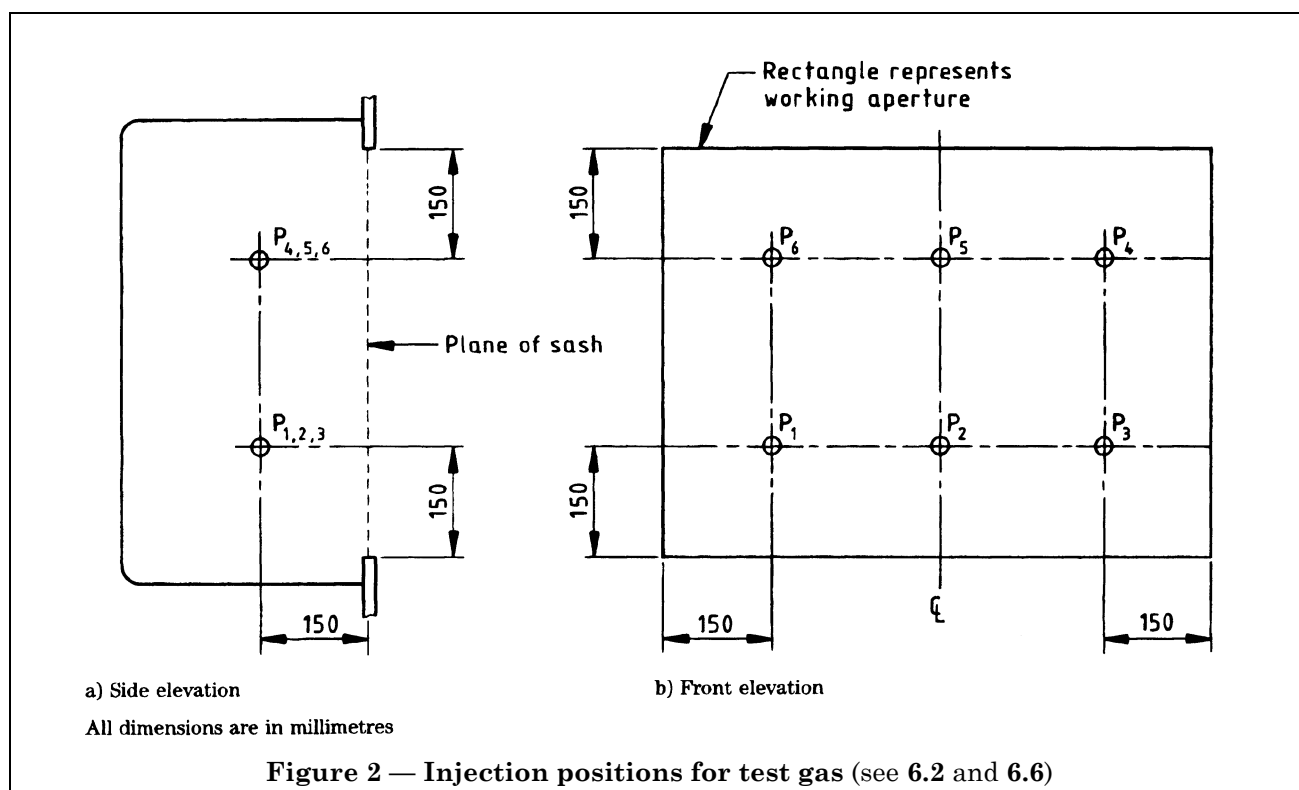 Rectangle represents
working aperture
150
150
P4,5,6
P6
P5
P4
Plane of sash
P1,2,3
P1
P2
P3
150
150
℄
150
150
150
a) Side elevation
b) Front elevation
All dimensions are in millimetres
Figure 2 — Injection positions for test gas (see 6.2 and 6.6)